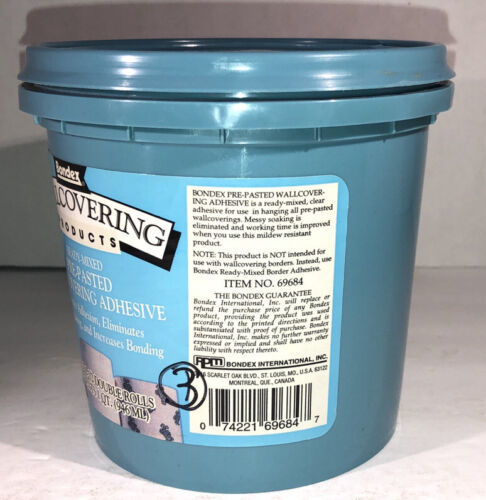 Bondex
LCOVERING
PRODUCTS
-MIXED
-PASTED
ERING ADHESIVE
Adhesion, Eliminates
and Increases Bonding
DOUBLE ROLLS
QT. (946 ML)
3
BONDEX PRE-PASTED WALLCOVER-
ING ADHESIVE is a ready-mixed, clear
adhesive for use in hanging all pre-pasted
wallcoverings. Messy soaking is
eliminated and working time is improved
when you use this mildew resistant
product.
NOTE: This product is NOT intended for
use with wallcovering borders. Instead, use
Bondex Ready-Mixed Border Adhesive.
ITEM NO. 69684
THE BONDEX GUARANTEE
Bondex International, Inc. will replace or
refund the purchase price of any Bondex
product, providing the product was used
according to the printed directions and is
substantiated with proof of purchase. Bondex
International, Inc. makes no further warranty
expressed or implied and shall have no other
liability with respect thereto.
rpm BONDEX INTERNATIONAL, INC.
SCARLET OAK BLVD., ST. LOUIS, MO., U.S.A. 63122
MONTREAL, QUE., CANADA
0 74221 69684 7